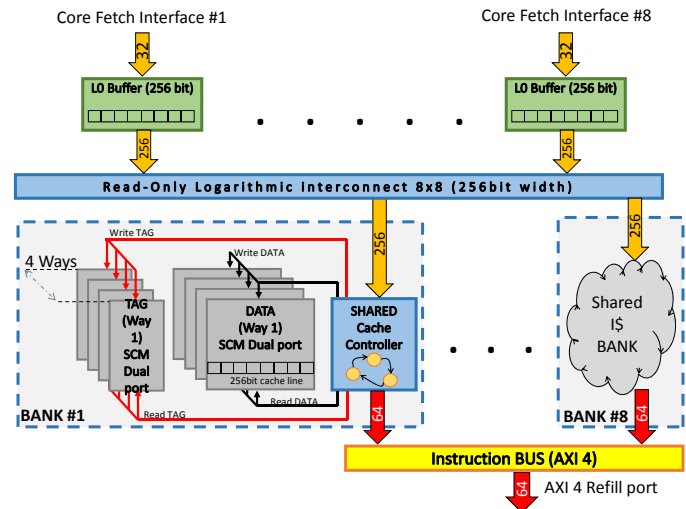 Core Fetch Interface #1
Core Fetch Interface #8
32
32
L0 Buffer (256 bit)
L0 Buffer (256 bit)
. . . . .
256
256
Read-Only Logarithmic interconnect 8x8 (256bit width)
256
256
Write TAG
Write DATA
4 Ways
TAG
(Way
1)
SCM
Dual
port
DATA
(Way 1)
SCM Dual port
256bit cache line
SHARED
Cache
Controller
. . .
Shared
I$
BANK
Read TAG
Read DATA
BANK #1
BANK #8
64
64
Instruction BUS (AXI 4)
64
AXI 4 Refill port